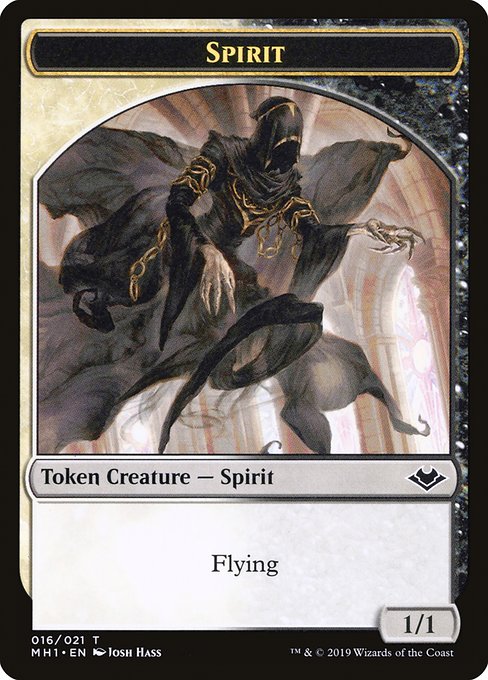 Spirit
Token Creature — Spirit
Flying
1/1
016/021 T
MH1 • EN Josh Hass
™ & © 2019 Wizards of the Coast